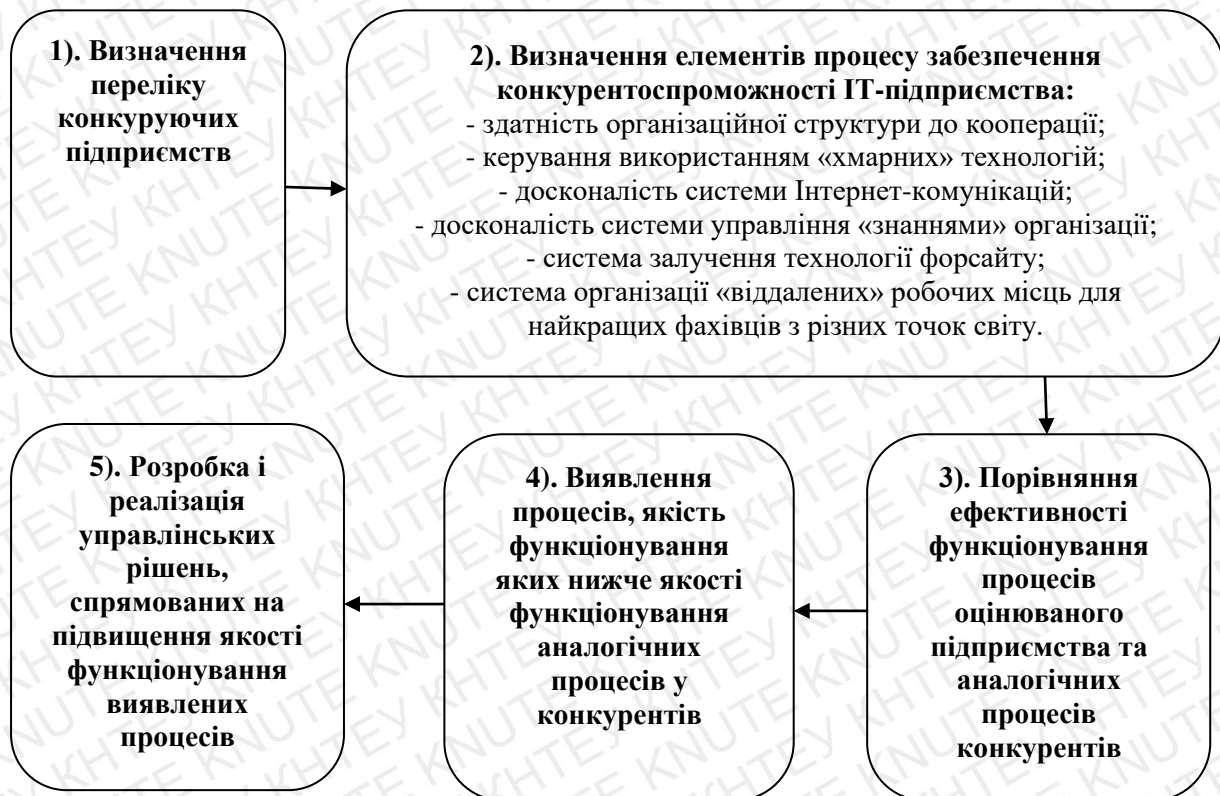 1). Визначення
переліку
конкуруючих
підприємств
2). Визначення елементів процесу забезпечення
конкурентоспроможності ІТ-підприємства:
- здатність організаційної структури до кооперації;
- керування використанням «хмарних» технологій;
- досконалість системи Інтернет-комунікацій;
- досконалість системи управління «знаннями» організації;
- система залучення технології форсайту;
- система організації «віддалених» робочих місць для
найкращих фахівців з різних точок світу.
3). Порівняння
ефективності
функціонування
процесів
оцінюваного
підприємства та
аналогічних
процесів
конкурентів
4). Виявлення
процесів, якість
функціонування
яких нижче якості
функціонування
аналогічних
процесів у
конкурентів
5). Розробка і
реалізація
управлінських
рішень,
спрямованих на
підвищення якості
функціонування
виявлених
процесів